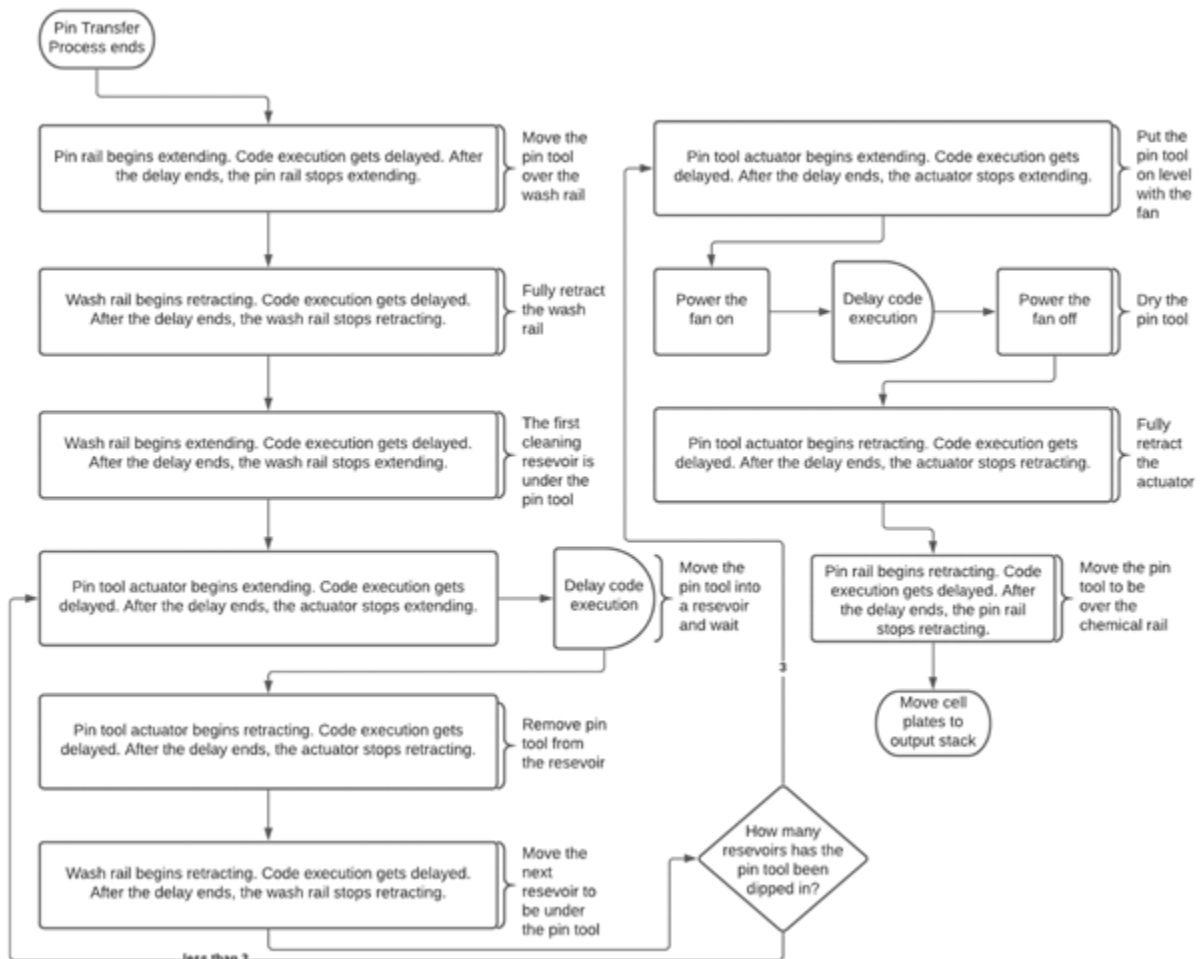 Pin Transfer
Process ends
Pin rail begins extending. Code execution gets delayed. After
the delay ends, the pin rail stops extending.
Move the
pin tool
over the
wash rail
Wash rail begins retracting. Code execution gets delayed.
After the delay ends, the wash rail stops retracting.
Fully retract
the wash
rail
Wash rail begins extending. Code execution gets delayed.
After the delay ends, the wash rail stops extending.
The first
cleaning
resevoir is
under the
pin tool
Pin tool actuator begins extending. Code execution gets
delayed. After the delay ends, the actuator stops extending.
Delay code
execution
Move the
pin tool into
a resevoir
and wait
Pin tool actuator begins retracting. Code execution gets
delayed. After the delay ends, the actuator stops retracting.
Remove pin
tool from
the resevoir
Wash rail begins retracting. Code execution gets delayed.
After the delay ends, the wash rail stops retracting.
Move the
next
resevoir to
be under
the pin tool
less than 3
How many
resevoirs has the
pin tool been
dipped in?
3
Pin tool actuator begins extending. Code execution gets
delayed. After the delay ends, the actuator stops extending.
Put the
pin tool
on level
with the
fan
Power the
fan on
Delay code
execution
Power the
fan off
Dry the
pin tool
Pin tool actuator begins retracting. Code execution gets
delayed. After the delay ends, the actuator stops retracting.
Fully
retract
the
actuator
Pin rail begins retracting. Code
execution gets delayed. After
the delay ends, the pin rail
stops retracting.
Move the pin
tool to be
over the
chemical rail
Move cell
plates to
output stack